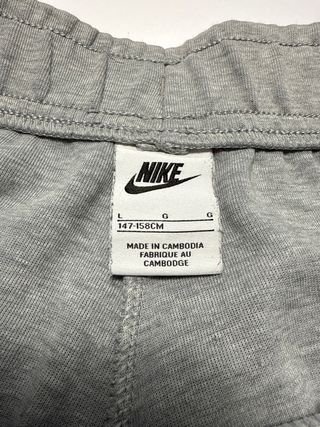 NIKE
L G G
147-158CM
MADE IN CAMBODIA
FABRIQUE AU
CAMBODGE